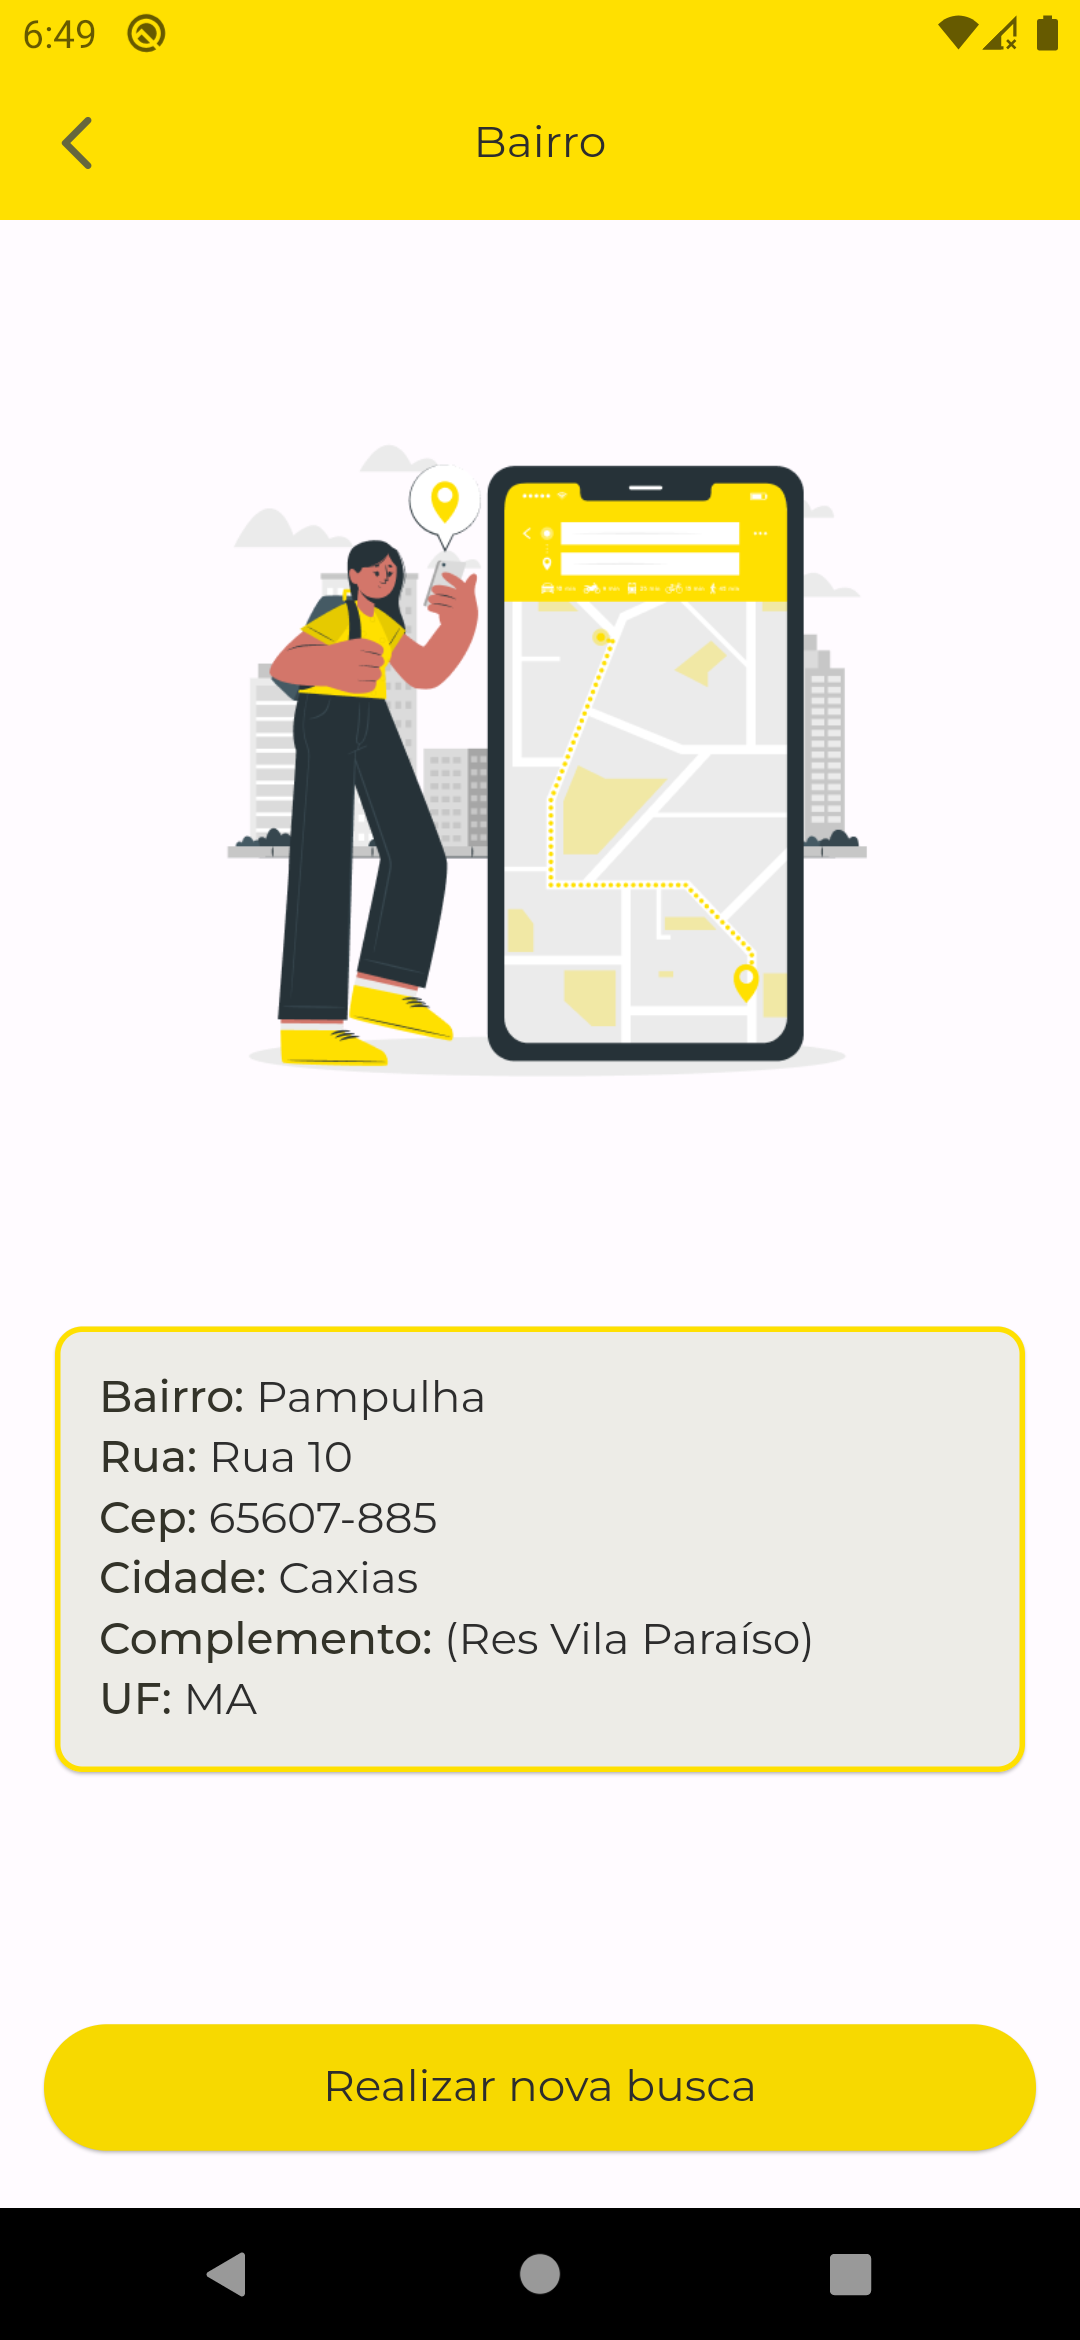 6:49
Bairro
Bairro: Pampulha
Rua: Rua 10
Cep: 65607-885
Cidade: Caxias
Complemento: (Res Vila Paraíso)
UF: MA
Realizar nova busca